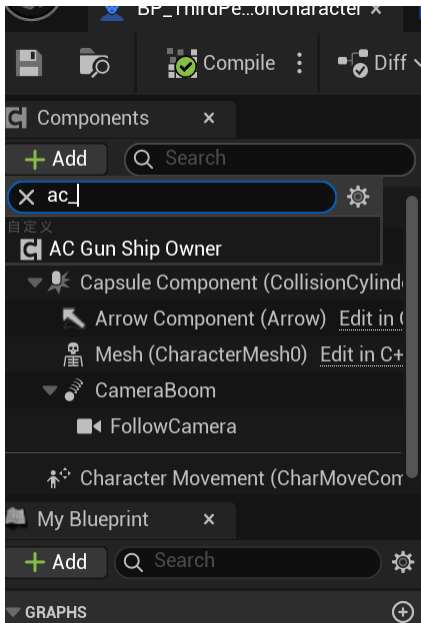 BP_ThirdPe...onCharacter
Compile
Diff
Components
+ Add
Search
ac_
自定义
AC Gun Ship Owner
Capsule Component (CollisionCylinde
Arrow Component (Arrow) Edit in C
Mesh (CharacterMesh0) Edit in C+
CameraBoom
FollowCamera
Character Movement (CharMoveCom
My Blueprint
+ Add
Search
GRAPHS